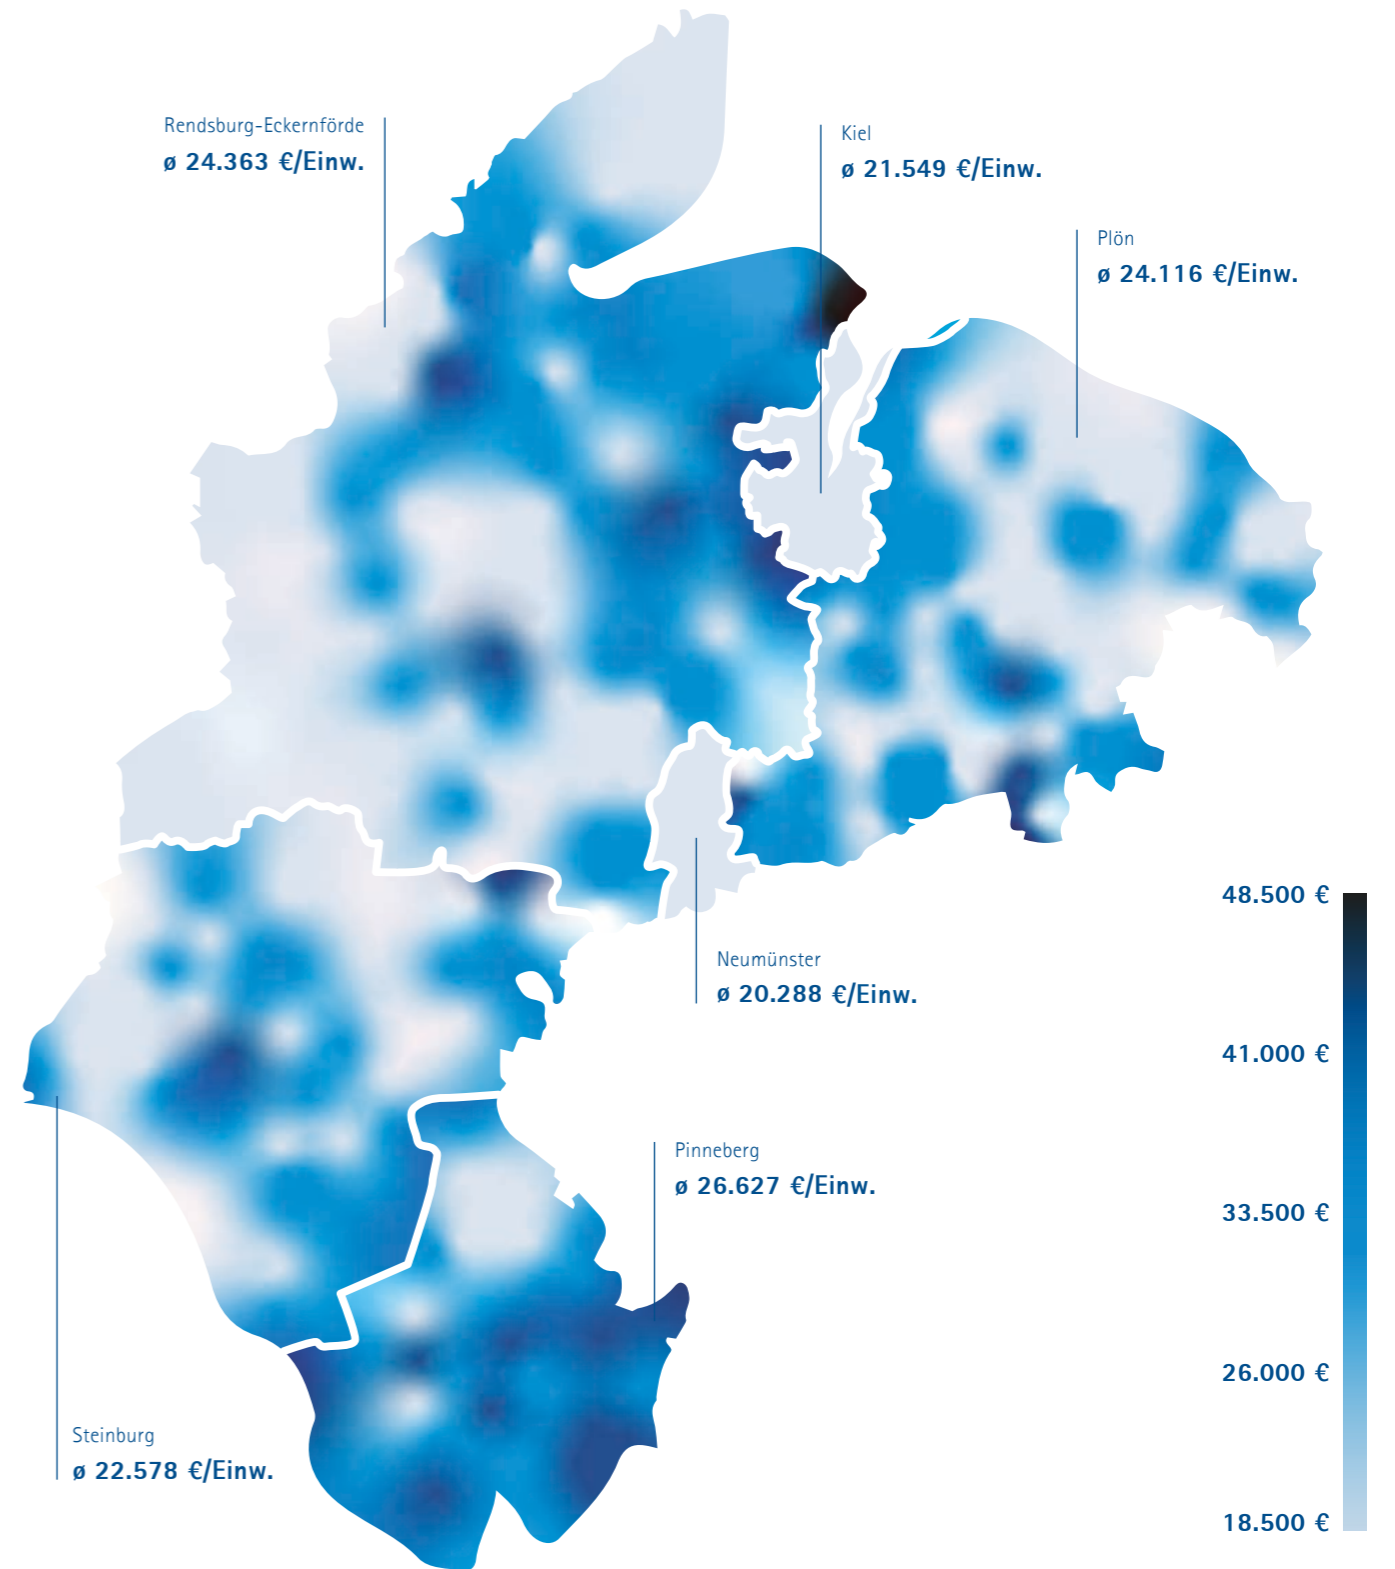 Rendsburg-Eckernförde
ø 24.363 €/Einw.
Kiel
ø 21.549 €/Einw.
Plön
ø 24.116 €/Einw.
Neumünster
ø 20.288 €/Einw.
Pinneberg
ø 26.627 €/Einw.
Steinburg
ø 22.578 €/Einw.
48.500 €
41.000 €
33.500 €
26.000 €
18.500 €